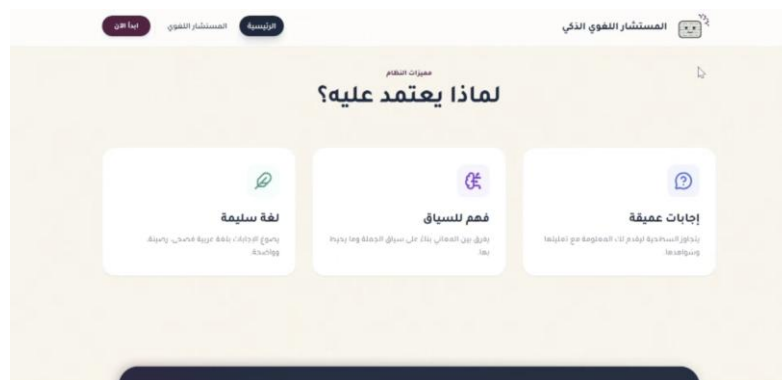 المستشار اللغوي الذكي
الرئيسية
المستشار اللغوي
ابدأ الآن
مميزات النظام
لماذا يعتمد عليه؟
إجابات عميقة
يتجاوز السطحية ليقدم لك المعلومة مع تعليلها
وشواهدها.
فهم للسياق
يفرق بين المعاني بناءً على سياق الجملة وما يحيط
بها.
لغة سليمة
يصوغ الإجابات بلغة عربية فصحى، رصينة،
وواضحة.